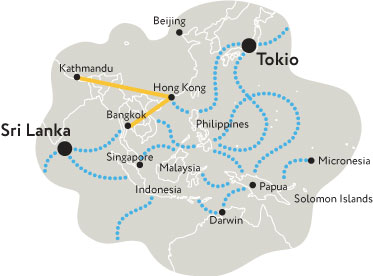 Beijing
Tokio
Kathmandu
Hong Kong
Bangkok
Sri Lanka
Philippines
Singapore
Malaysia
Micronesia
Indonesia
Papua
Solomon Islands
Darwin